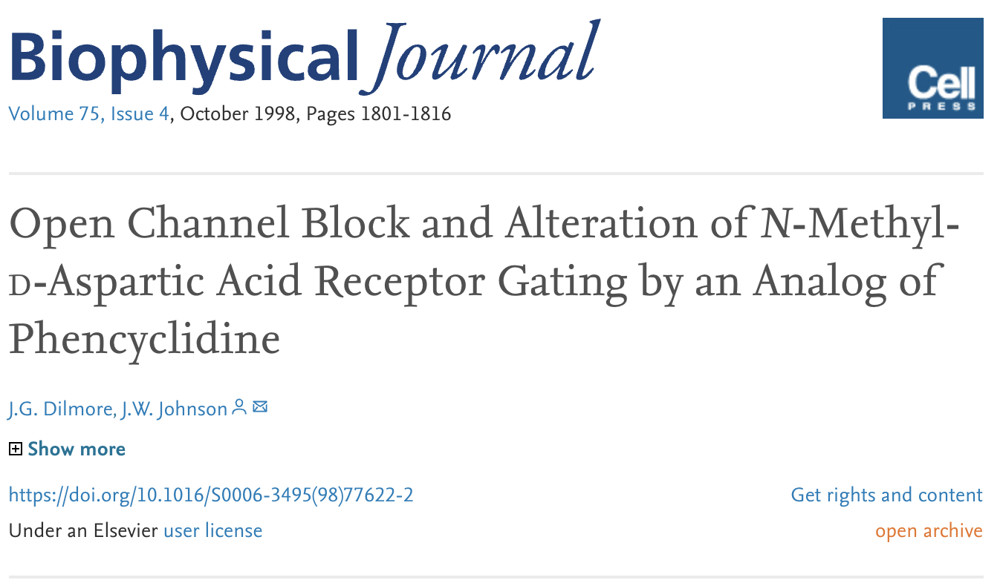 Biophysical Journal
Cell
PRESS
Volume 75, Issue 4, October 1998, Pages 1801-1816
Open Channel Block and Alteration of N-Methyl-
D-Aspartic Acid Receptor Gating by an Analog of
Phencyclidine
J.G. Dilmore, J.W. Johnson
Show more
https://doi.org/10.1016/S0006-3495(98)77622-2
Get rights and content
Under an Elsevier user license
open archive